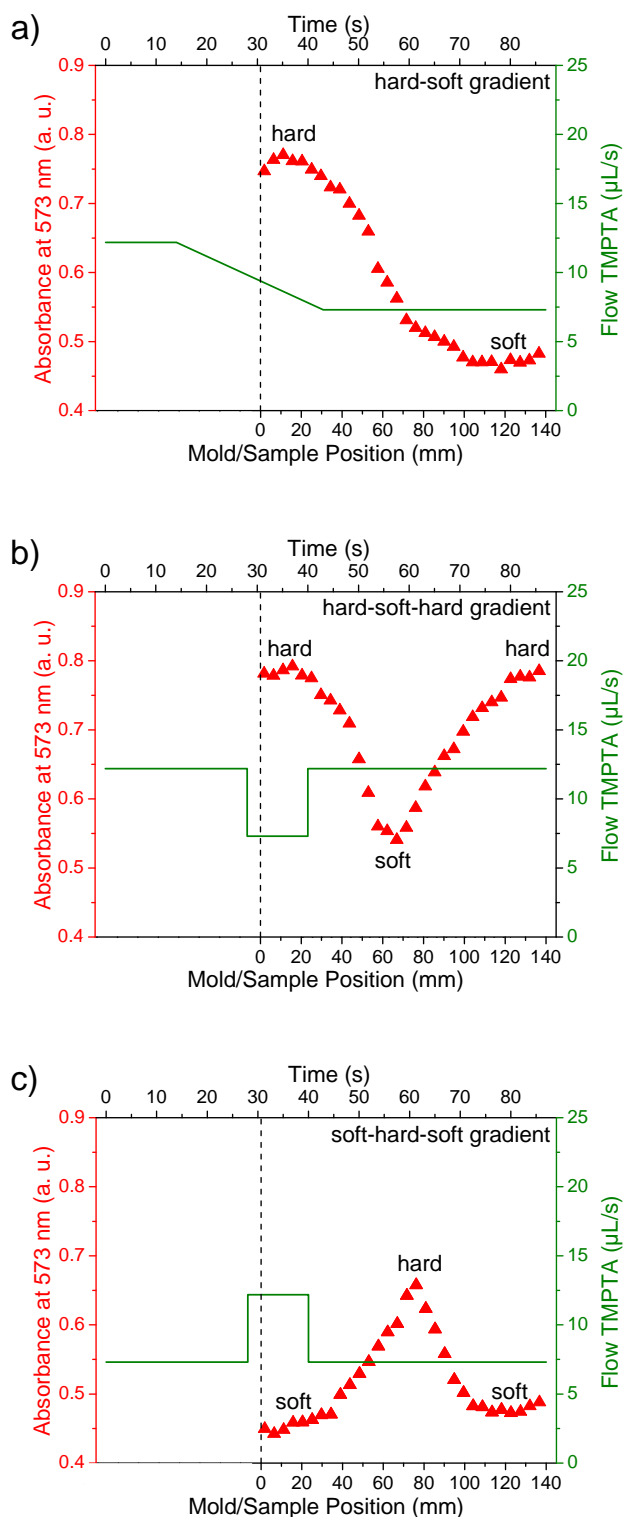 a)
Time (s)
0 10 20 30 40 50 60 70 80
hard-soft gradient
hard
soft
Absorbance at 573 nm (a. u.)
0.9
0.8
0.7
0.6
0.5
0.4
Flow TMPTA (µL/s)
25
20
15
10
5
0
0 20 40 60 80 100 120 140
Mold/Sample Position (mm)
b)
Time (s)
0 10 20 30 40 50 60 70 80
hard-soft-hard gradient
hard
hard
soft
Absorbance at 573 nm (a. u.)
0.9
0.8
0.7
0.6
0.5
0.4
Flow TMPTA (µL/s)
25
20
15
10
5
0
0 20 40 60 80 100 120 140
Mold/Sample Position (mm)
c)
Time (s)
0 10 20 30 40 50 60 70 80
soft-hard-soft gradient
hard
soft
soft
Absorbance at 573 nm (a. u.)
0.9
0.8
0.7
0.6
0.5
0.4
Flow TMPTA (µL/s)
25
20
15
10
5
0
0 20 40 60 80 100 120 140
Mold/Sample Position (mm)